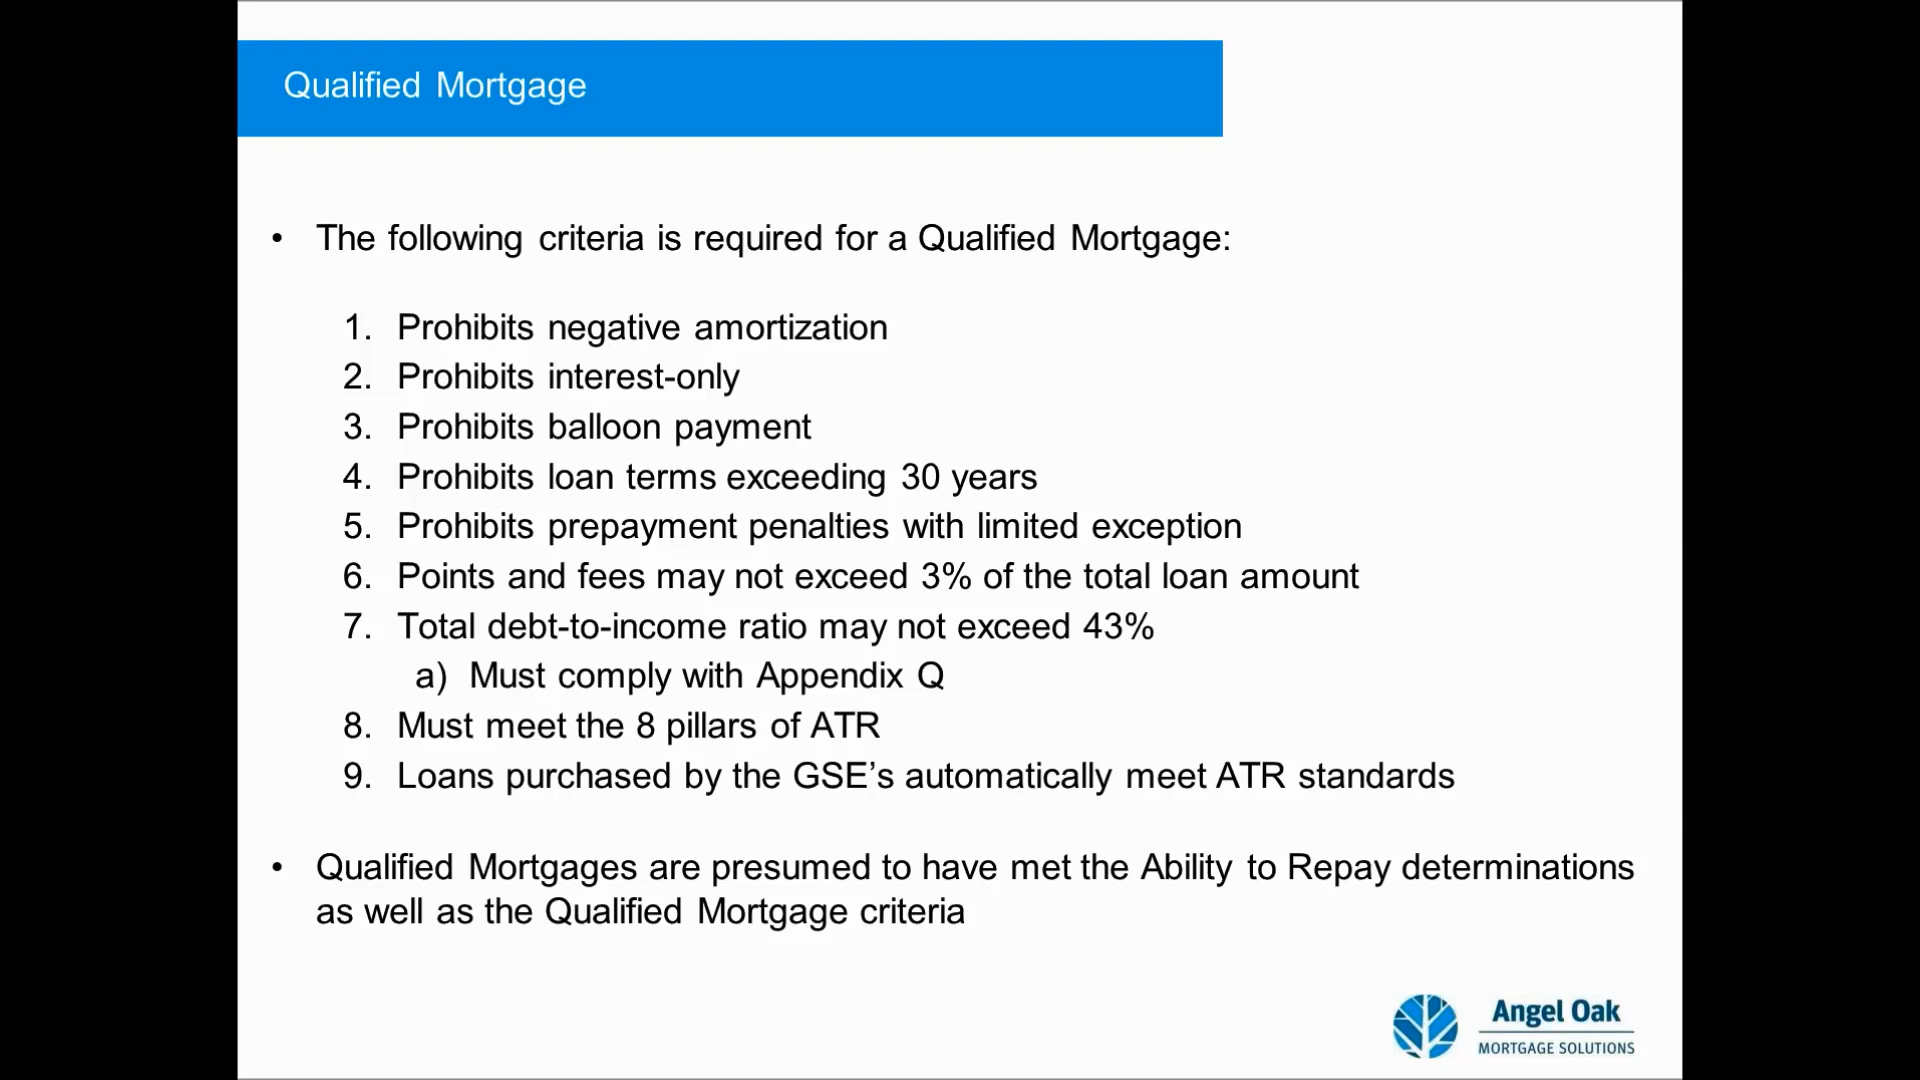 Qualified Mortgage
• The following criteria is required for a Qualified Mortgage:
1. Prohibits negative amortization
2. Prohibits interest-only
3. Prohibits balloon payment
4. Prohibits loan terms exceeding 30 years
5. Prohibits prepayment penalties with limited exception
6. Points and fees may not exceed 3% of the total loan amount
7. Total debt-to-income ratio may not exceed 43%
a) Must comply with Appendix Q
8. Must meet the 8 pillars of ATR
9. Loans purchased by the GSE’s automatically meet ATR standards
• Qualified Mortgages are presumed to have met the Ability to Repay determinations
as well as the Qualified Mortgage criteria
Angel Oak
MORTGAGE SOLUTIONS